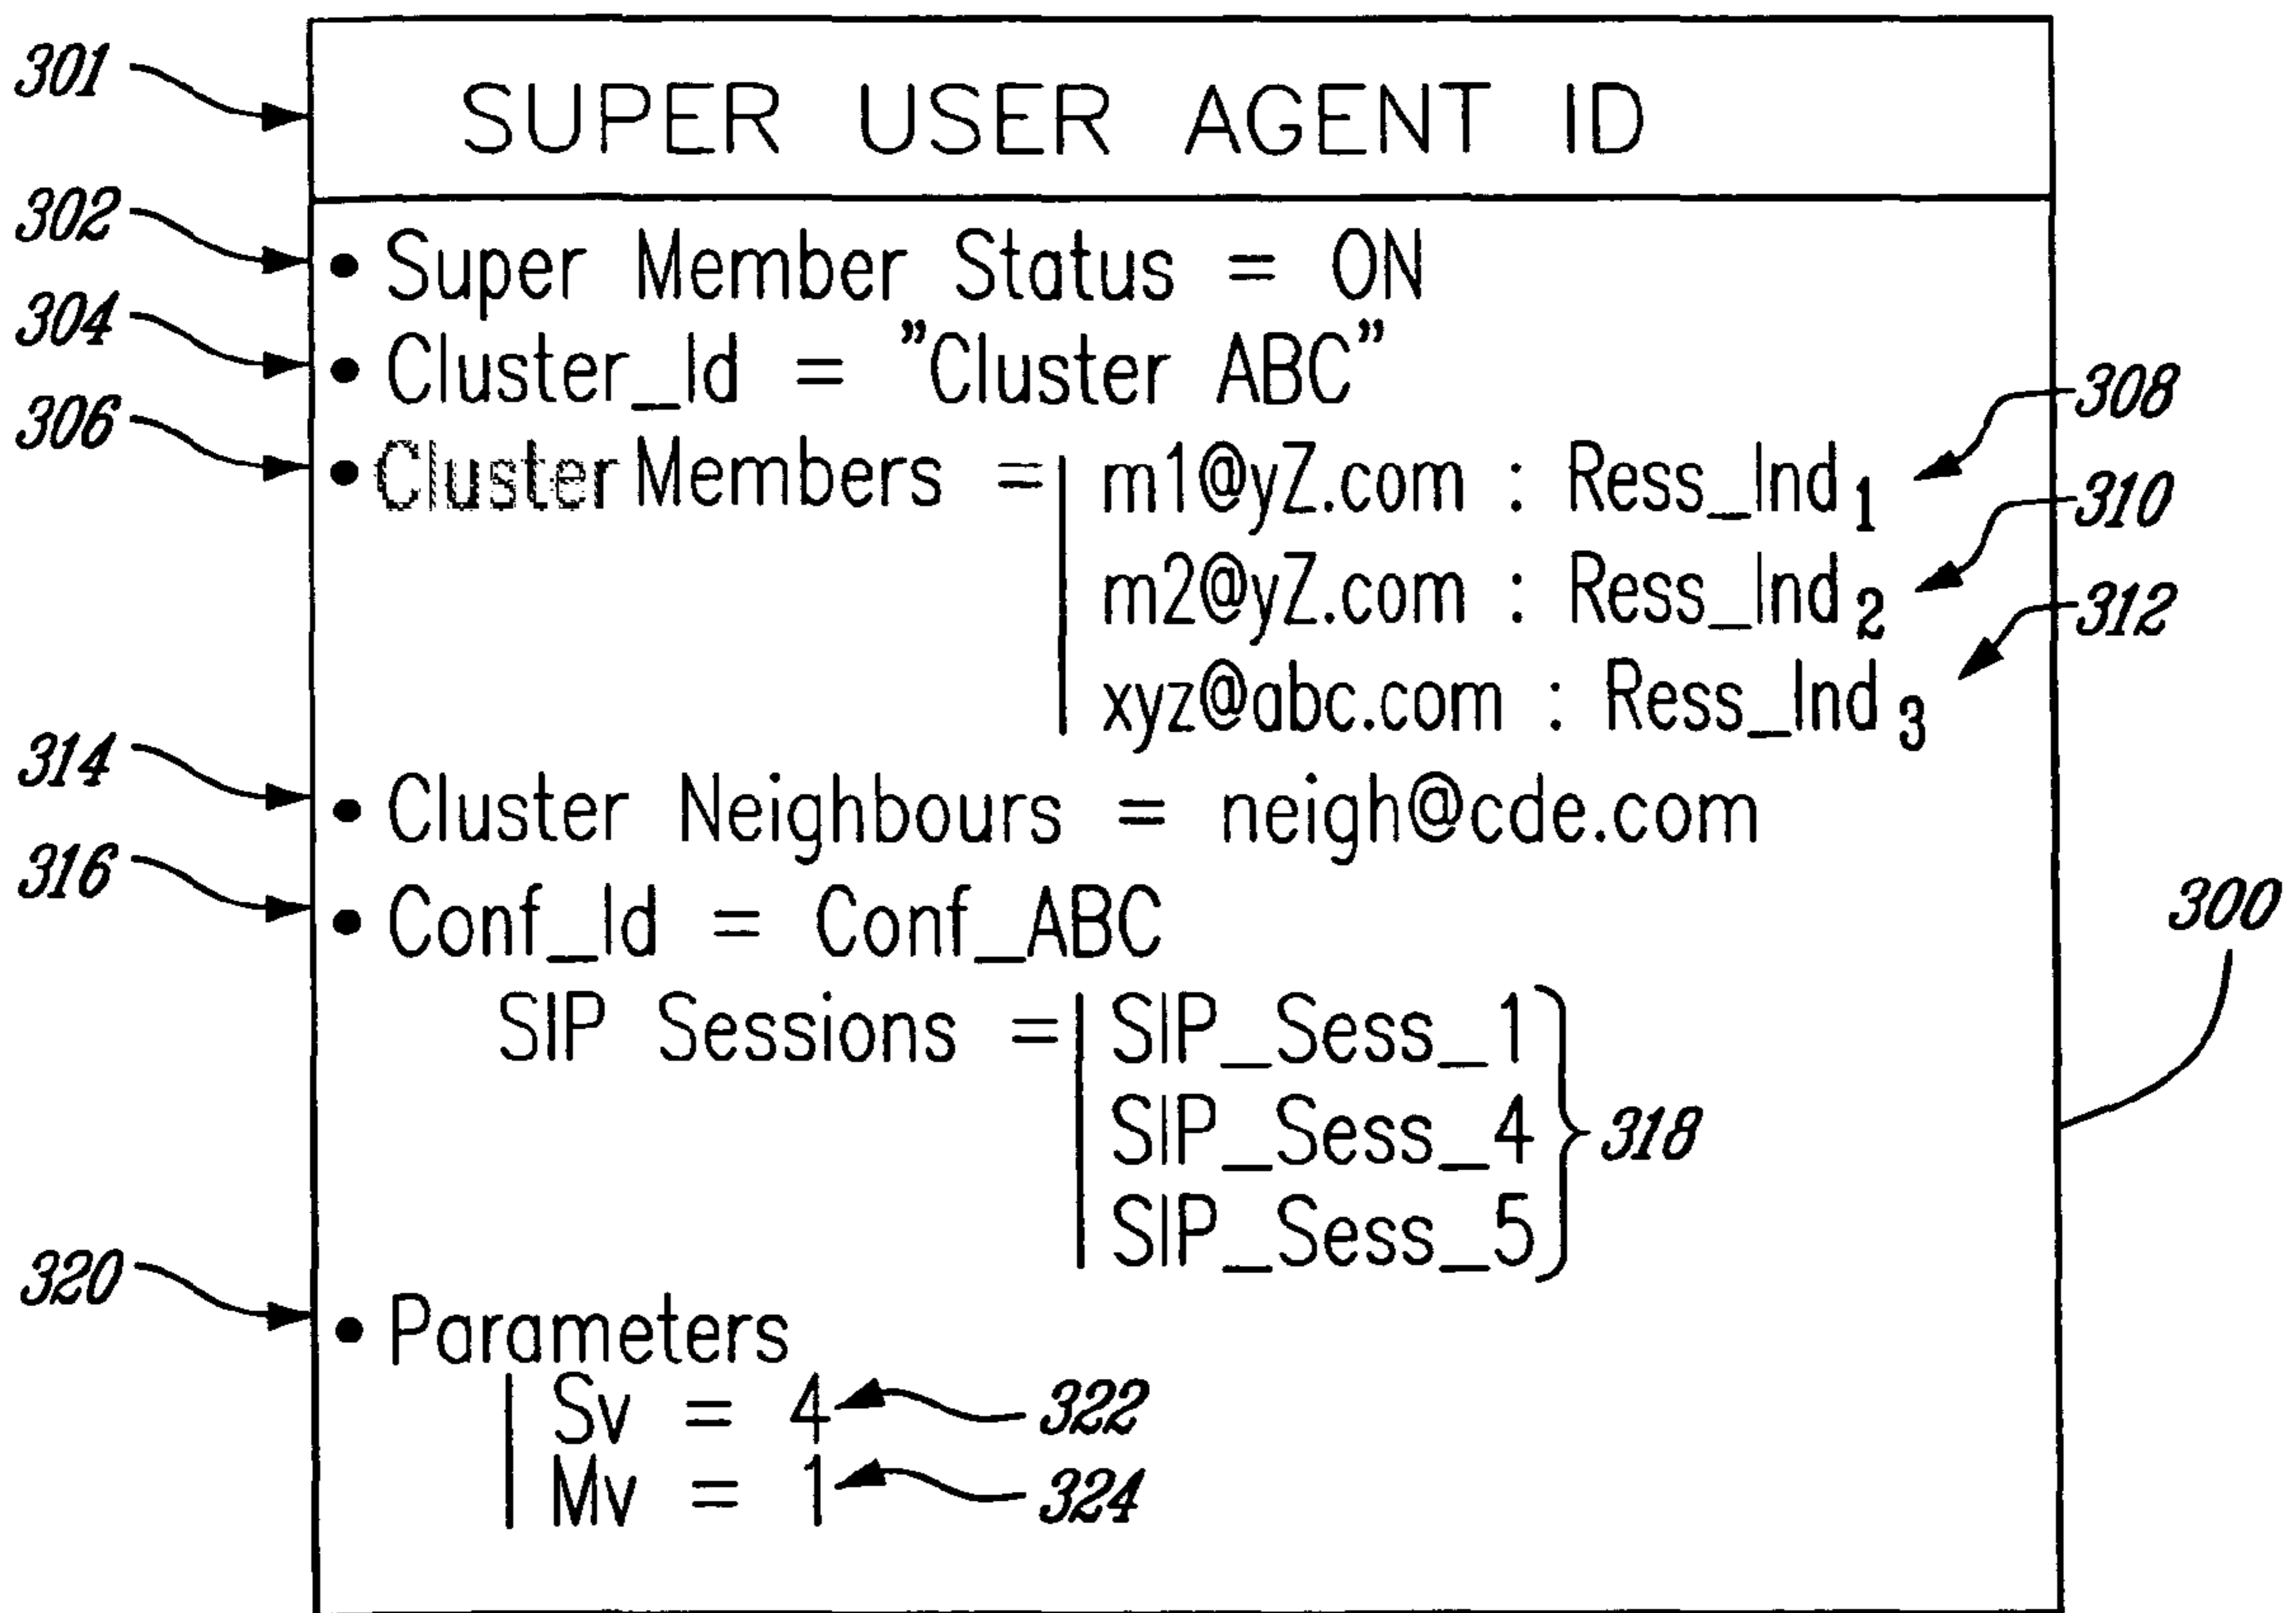 301 SUPER USER AGENT ID
302 • Super Member Status = ON
304 • Cluster_Id = "Cluster ABC"
306 • Cluster Members = m1@yZ.com : Ress_Ind1 308
m2@yZ.com : Ress_Ind2 310
xyz@abc.com : Ress_Ind3 312
314 • Cluster Neighbours = neigh@cde.com
316 • Conf_Id = Conf_ABC
300
SIP Sessions = SIP_Sess_1
SIP_Sess_4 318
SIP_Sess_5
320 • Parameters
Sv = 4 322
Mv = 1 324